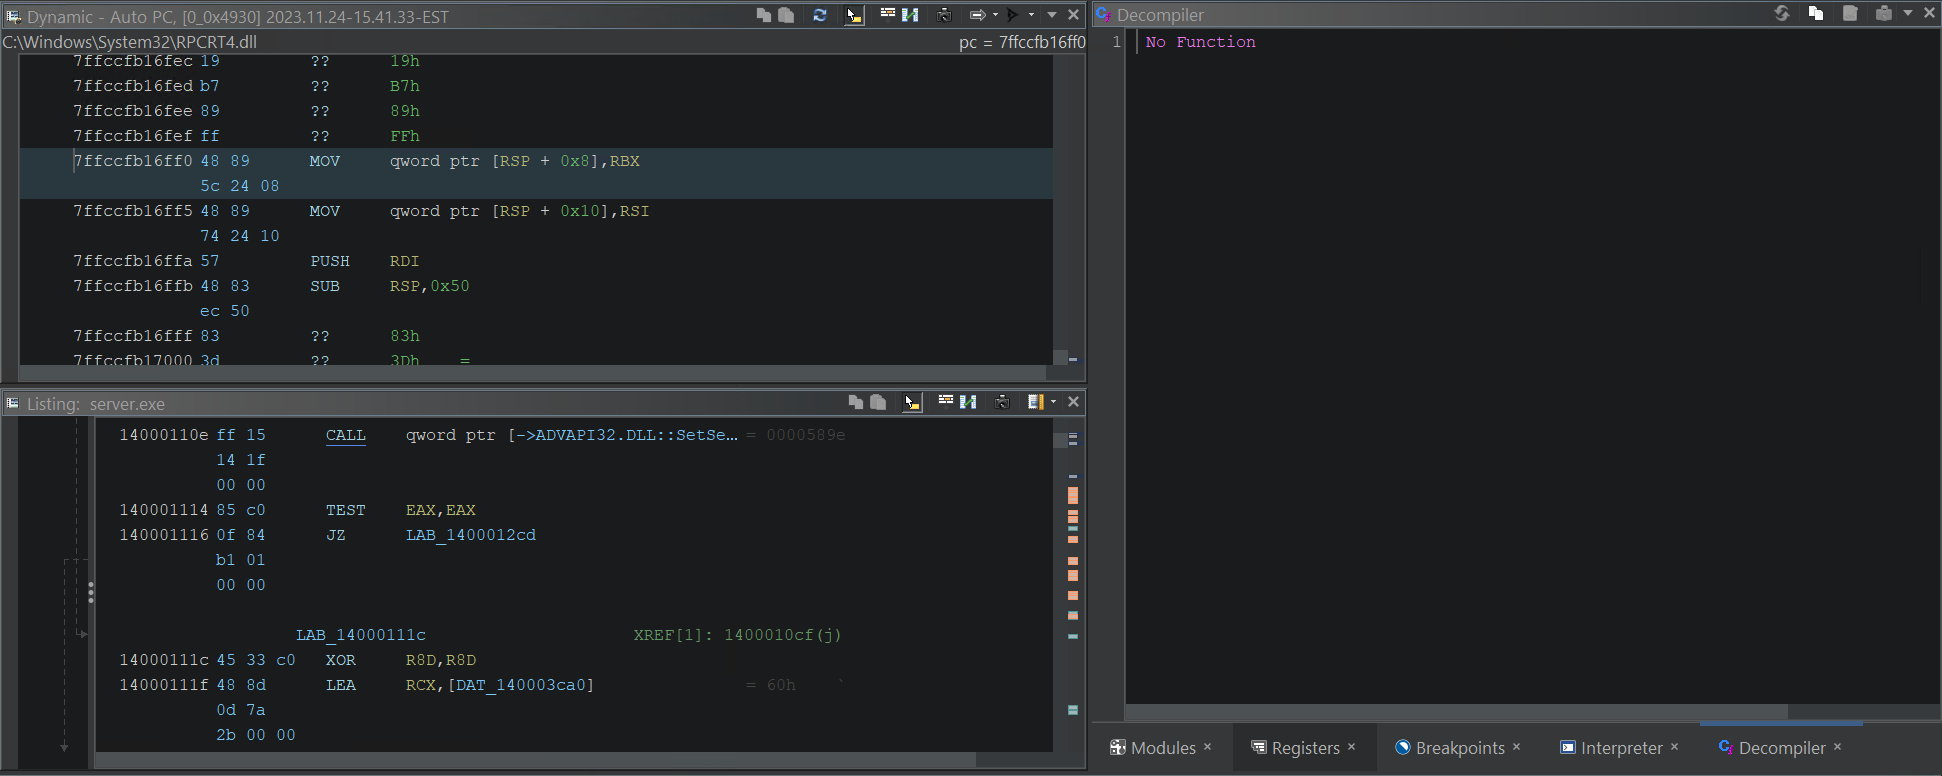 Dynamic - Auto PC, [0_0x4930] 2023.11.24-15.41.33-EST
C:\Windows\System32\RPCRT4.dll pc = 7ffccfb16ff0
7ffccfb16fec 19 ?? 19h
7ffccfb16fed b7 ?? B7h
7ffccfb16fee 89 ?? 89h
7ffccfb16fef ff ?? FFh
7ffccfb16ff0 48 89 MOV qword ptr [RSP + 0x8],RBX
5c 24 08
7ffccfb16ff5 48 89 MOV qword ptr [RSP + 0x10],RSI
74 24 10
7ffccfb16ffa 57 PUSH RDI
7ffccfb16ffb 48 83 SUB RSP,0x50
ec 50
7ffccfb16fff 83 ?? 83h
7ffccfb17000 3d ?? 3Dh =
Listing: server.exe
14000110e ff 15 CALL qword ptr [->ADVAPI32.DLL::SetSe... = 0000589e
14 1f
00 00
140001114 85 c0 TEST EAX,EAX
140001116 0f 84 JZ LAB_1400012cd
b1 01
00 00
LAB_14000111c XREF[1]: 1400010cf(j)
14000111c 45 33 c0 XOR R8D,R8D
14000111f 48 8d LEA RCX,[DAT_140003ca0] = 60h `
0d 7a
2b 00 00
Decompiler
1 No Function
Modules × Registers × Breakpoints × Interpreter × Decompiler ×